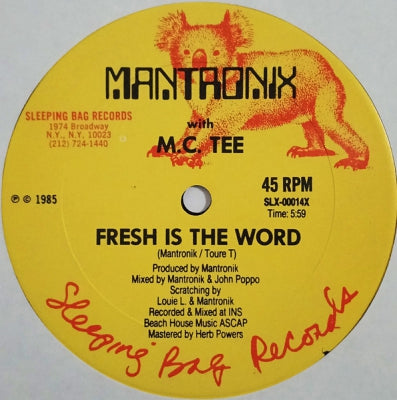 MANTRONIX
with
M.C. TEE
SLEEPING BAG RECORDS
1974 Broadway
N.Y., N.Y. 10023
(212) 724-1440
℗ © 1985
45 RPM
SLX-00014X
Time: 5:59
FRESH IS THE WORD
(Mantronik / Toure T)
Produced by Mantronik
Mixed by Mantronik & John Poppo
Scratching by
Louie L. & Mantronik
Recorded & Mixed at INS
Beach House Music ASCAP
Mastered by Herb Powers
Sleeping Bag Records